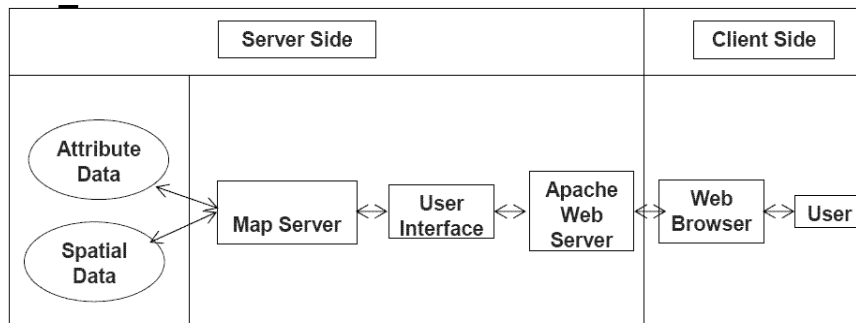 Server Side
Client Side
Attribute
Data
Spatial
Data
Map Server
User
Interface
Apache
Web
Server
Web
Browser
User